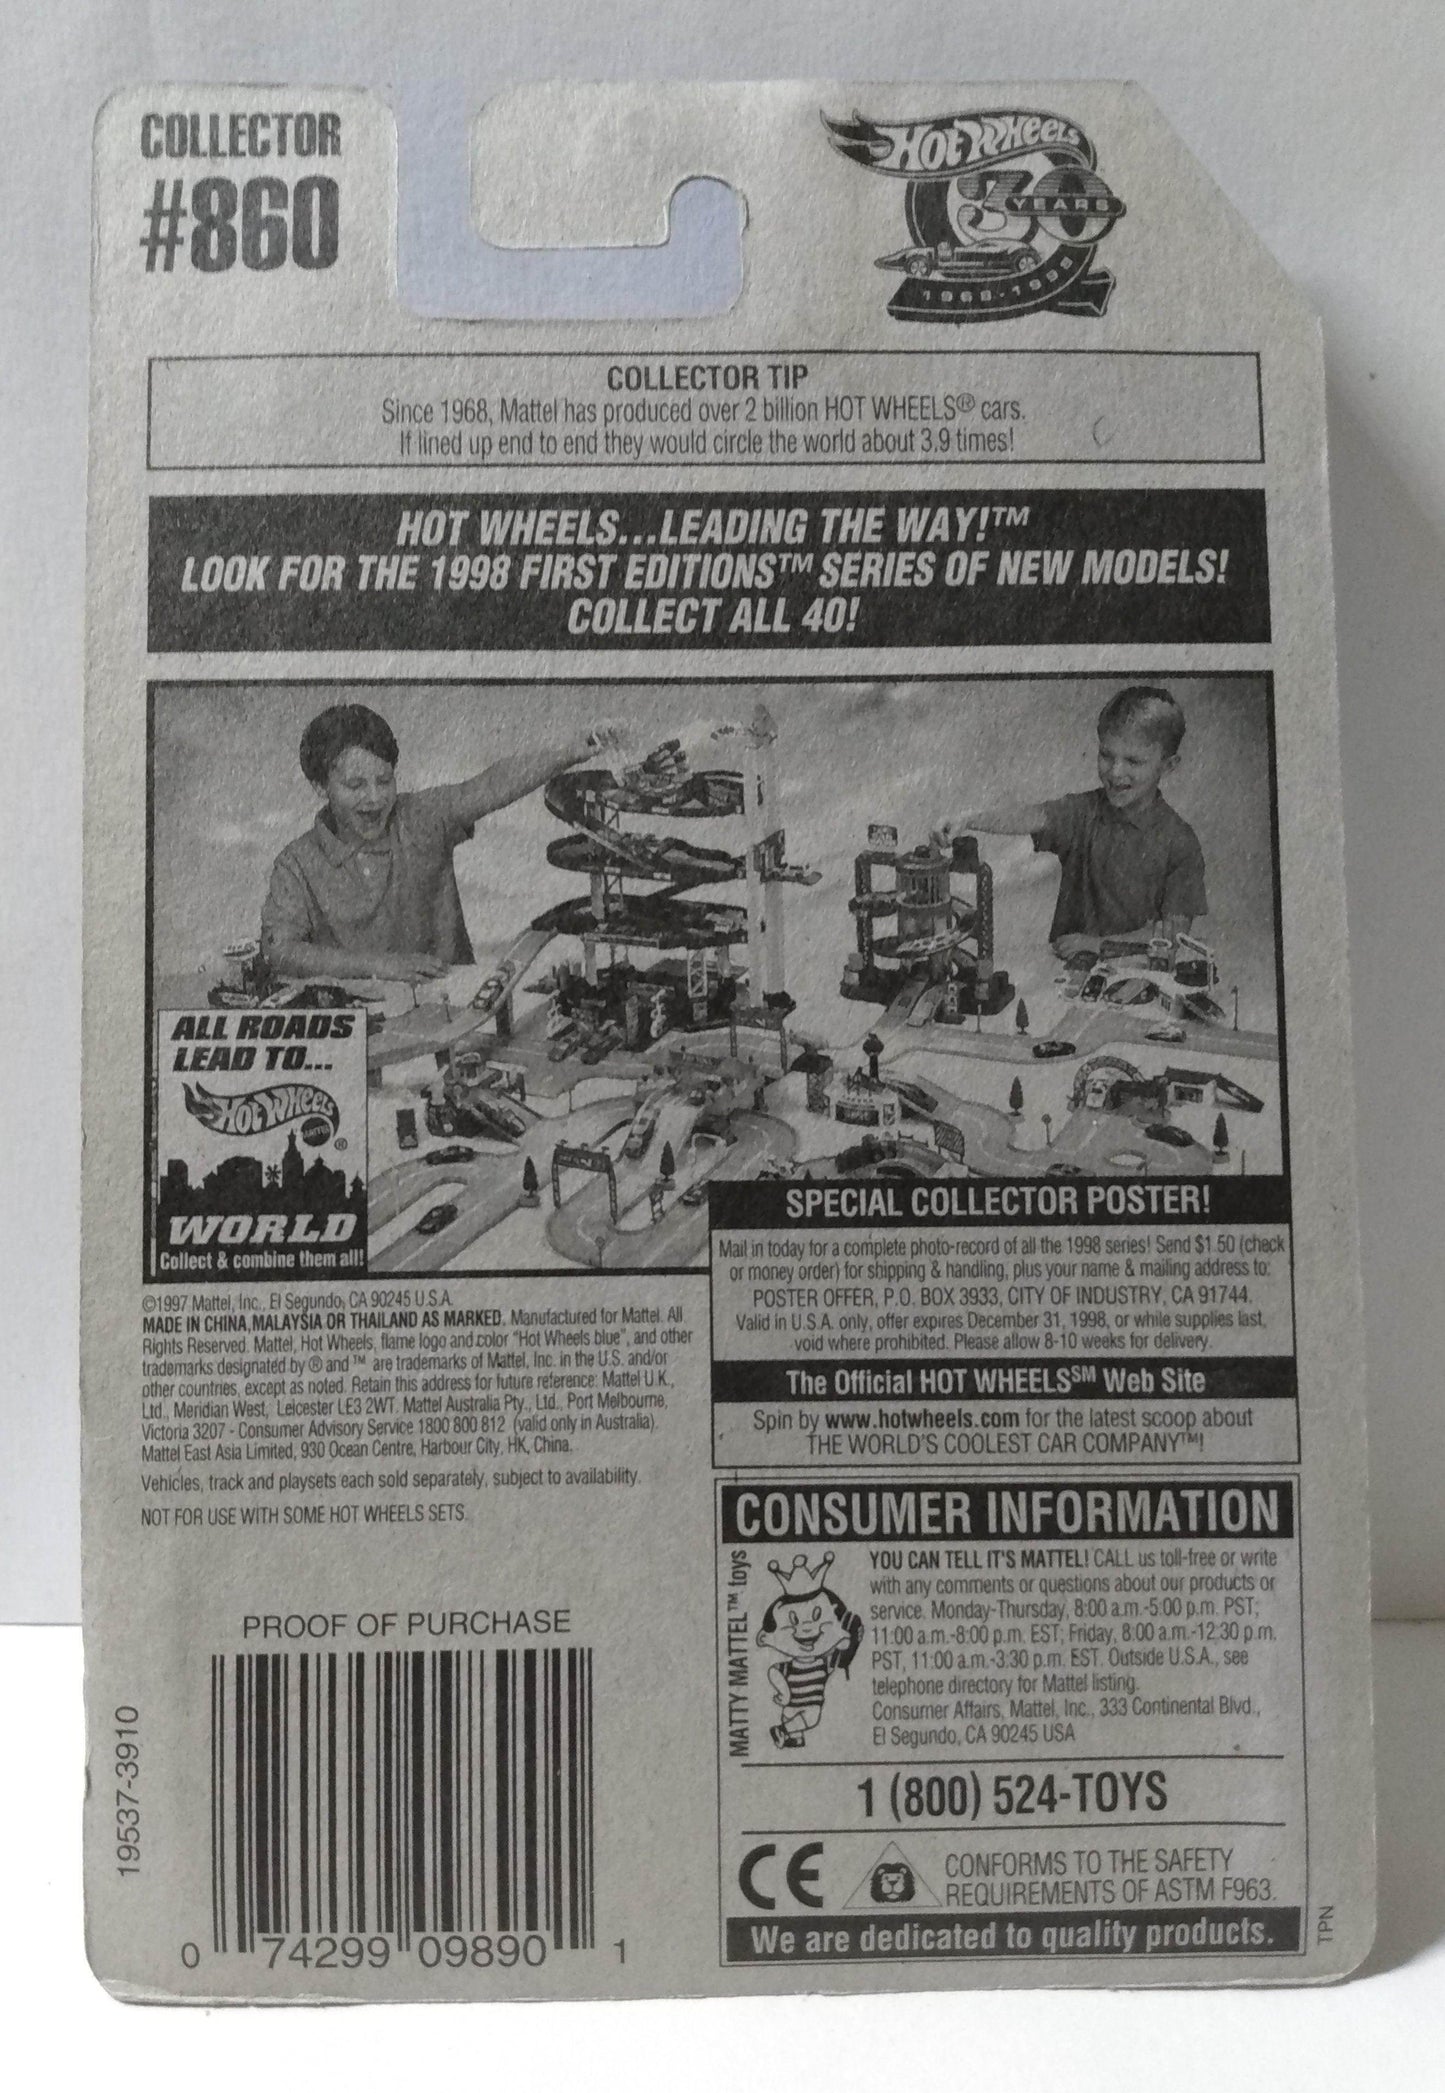 COLLECTOR
#860
HOT WHEELS
30
YEARS
1968-1998
COLLECTOR TIP
Since 1968, Mattel has produced over 2 billion HOT WHEELS® cars.
If lined up end to end they would circle the world about 3.9 times!
HOT WHEELS...LEADING THE WAY!™
LOOK FOR THE 1998 FIRST EDITIONS™ SERIES OF NEW MODELS!
COLLECT ALL 40!
ALL ROADS
LEAD TO...
HOT WHEELS
MATTEL
®
WORLD
Collect & combine them all!
SPECIAL COLLECTOR POSTER!
Mail in today for a complete photo-record of all the 1998 series! Send $1.50 (check
or money order) for shipping & handling, plus your name & mailing address to:
POSTER OFFER, P.O. BOX 3933, CITY OF INDUSTRY, CA 91744.
Valid in U.S.A. only, offer expires December 31, 1998, or while supplies last,
void where prohibited. Please allow 8-10 weeks for delivery.
The Official HOT WHEELS℠ Web Site
Spin by www.hotwheels.com for the latest scoop about
THE WORLD'S COOLEST CAR COMPANY™!
©1997 Mattel, Inc., El Segundo, CA 90245 U.S.A.
MADE IN CHINA, MALAYSIA OR THAILAND AS MARKED. Manufactured for Mattel. All
Rights Reserved. Mattel, Hot Wheels, flame logo and color "Hot Wheels blue", and other
trademarks designated by ® and ™ are trademarks of Mattel, Inc. in the U.S. and/or
other countries, except as noted. Retain this address for future reference: Mattel U.K.,
Ltd., Meridian West, Leicester LE3 2WT. Mattel Australia Pty., Ltd., Port Melbourne,
Victoria 3207 - Consumer Advisory Service 1800 800 812 (valid only in Australia).
Mattel East Asia Limited, 930 Ocean Centre, Harbour City, HK, China.
Vehicles, track and playsets each sold separately, subject to availability.
NOT FOR USE WITH SOME HOT WHEELS SETS.
CONSUMER INFORMATION
MATTY MATTEL™ toys
YOU CAN TELL IT'S MATTEL! CALL us toll-free or write
with any comments or questions about our products or
service. Monday-Thursday, 8:00 a.m.-5:00 p.m. PST;
11:00 a.m.-8:00 p.m. EST; Friday, 8:00 a.m.-12:30 p.m.
PST, 11:00 a.m.-3:30 p.m. EST. Outside U.S.A., see
telephone directory for Mattel listing.
Consumer Affairs, Mattel, Inc., 333 Continental Blvd.,
El Segundo, CA 90245 USA
1 (800) 524-TOYS
CE
CONFORMS TO THE SAFETY
REQUIREMENTS OF ASTM F963.
We are dedicated to quality products.
TPN
PROOF OF PURCHASE
19537-3910
0 74299 09890 1